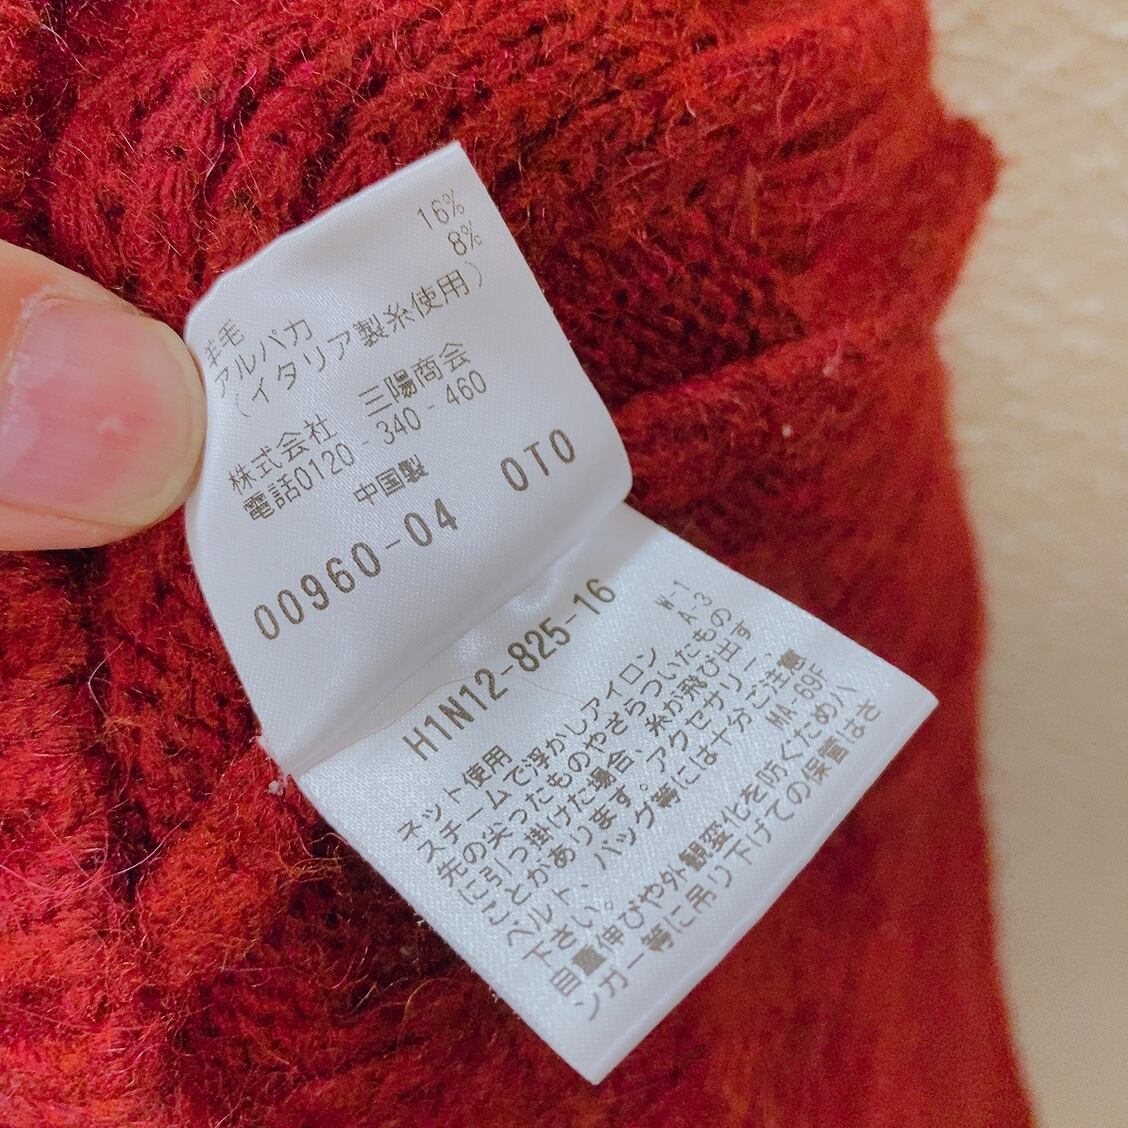 羊毛 16%
アルパカ 8%
（イタリア製糸使用）
株式会社 三陽商会
電話0120-340-460
中国製
00960-04 OTO
H1N12-825-16
W-1
A-3
ネット使用
スチームで浮かしアイロン
先の尖ったものやざらついたもの
に引っ掛けた場合、糸が飛び出す
ことがあります。アクセサリー、
ベルト、バッグ等には十分ご注意
下さい。 MA-69F
自重伸びや外観変化を防ぐためハ
ンガー等に吊り下げての保管はさ